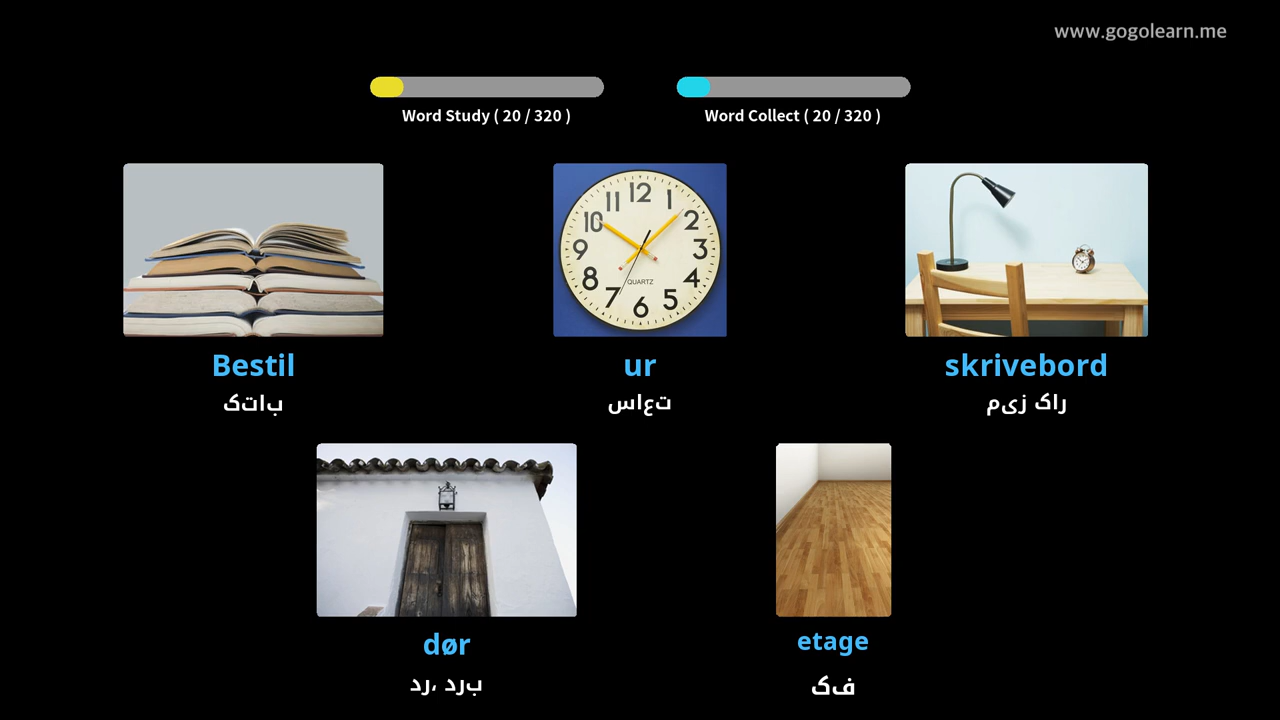 www.gogolearn.me
Word Study ( 20 / 320 )
Word Collect ( 20 / 320 )
Bestil
ur
skrivebord
باتک
تعاس
راک زیم
dør
etage
برد ،رد
فک
QUARTZ